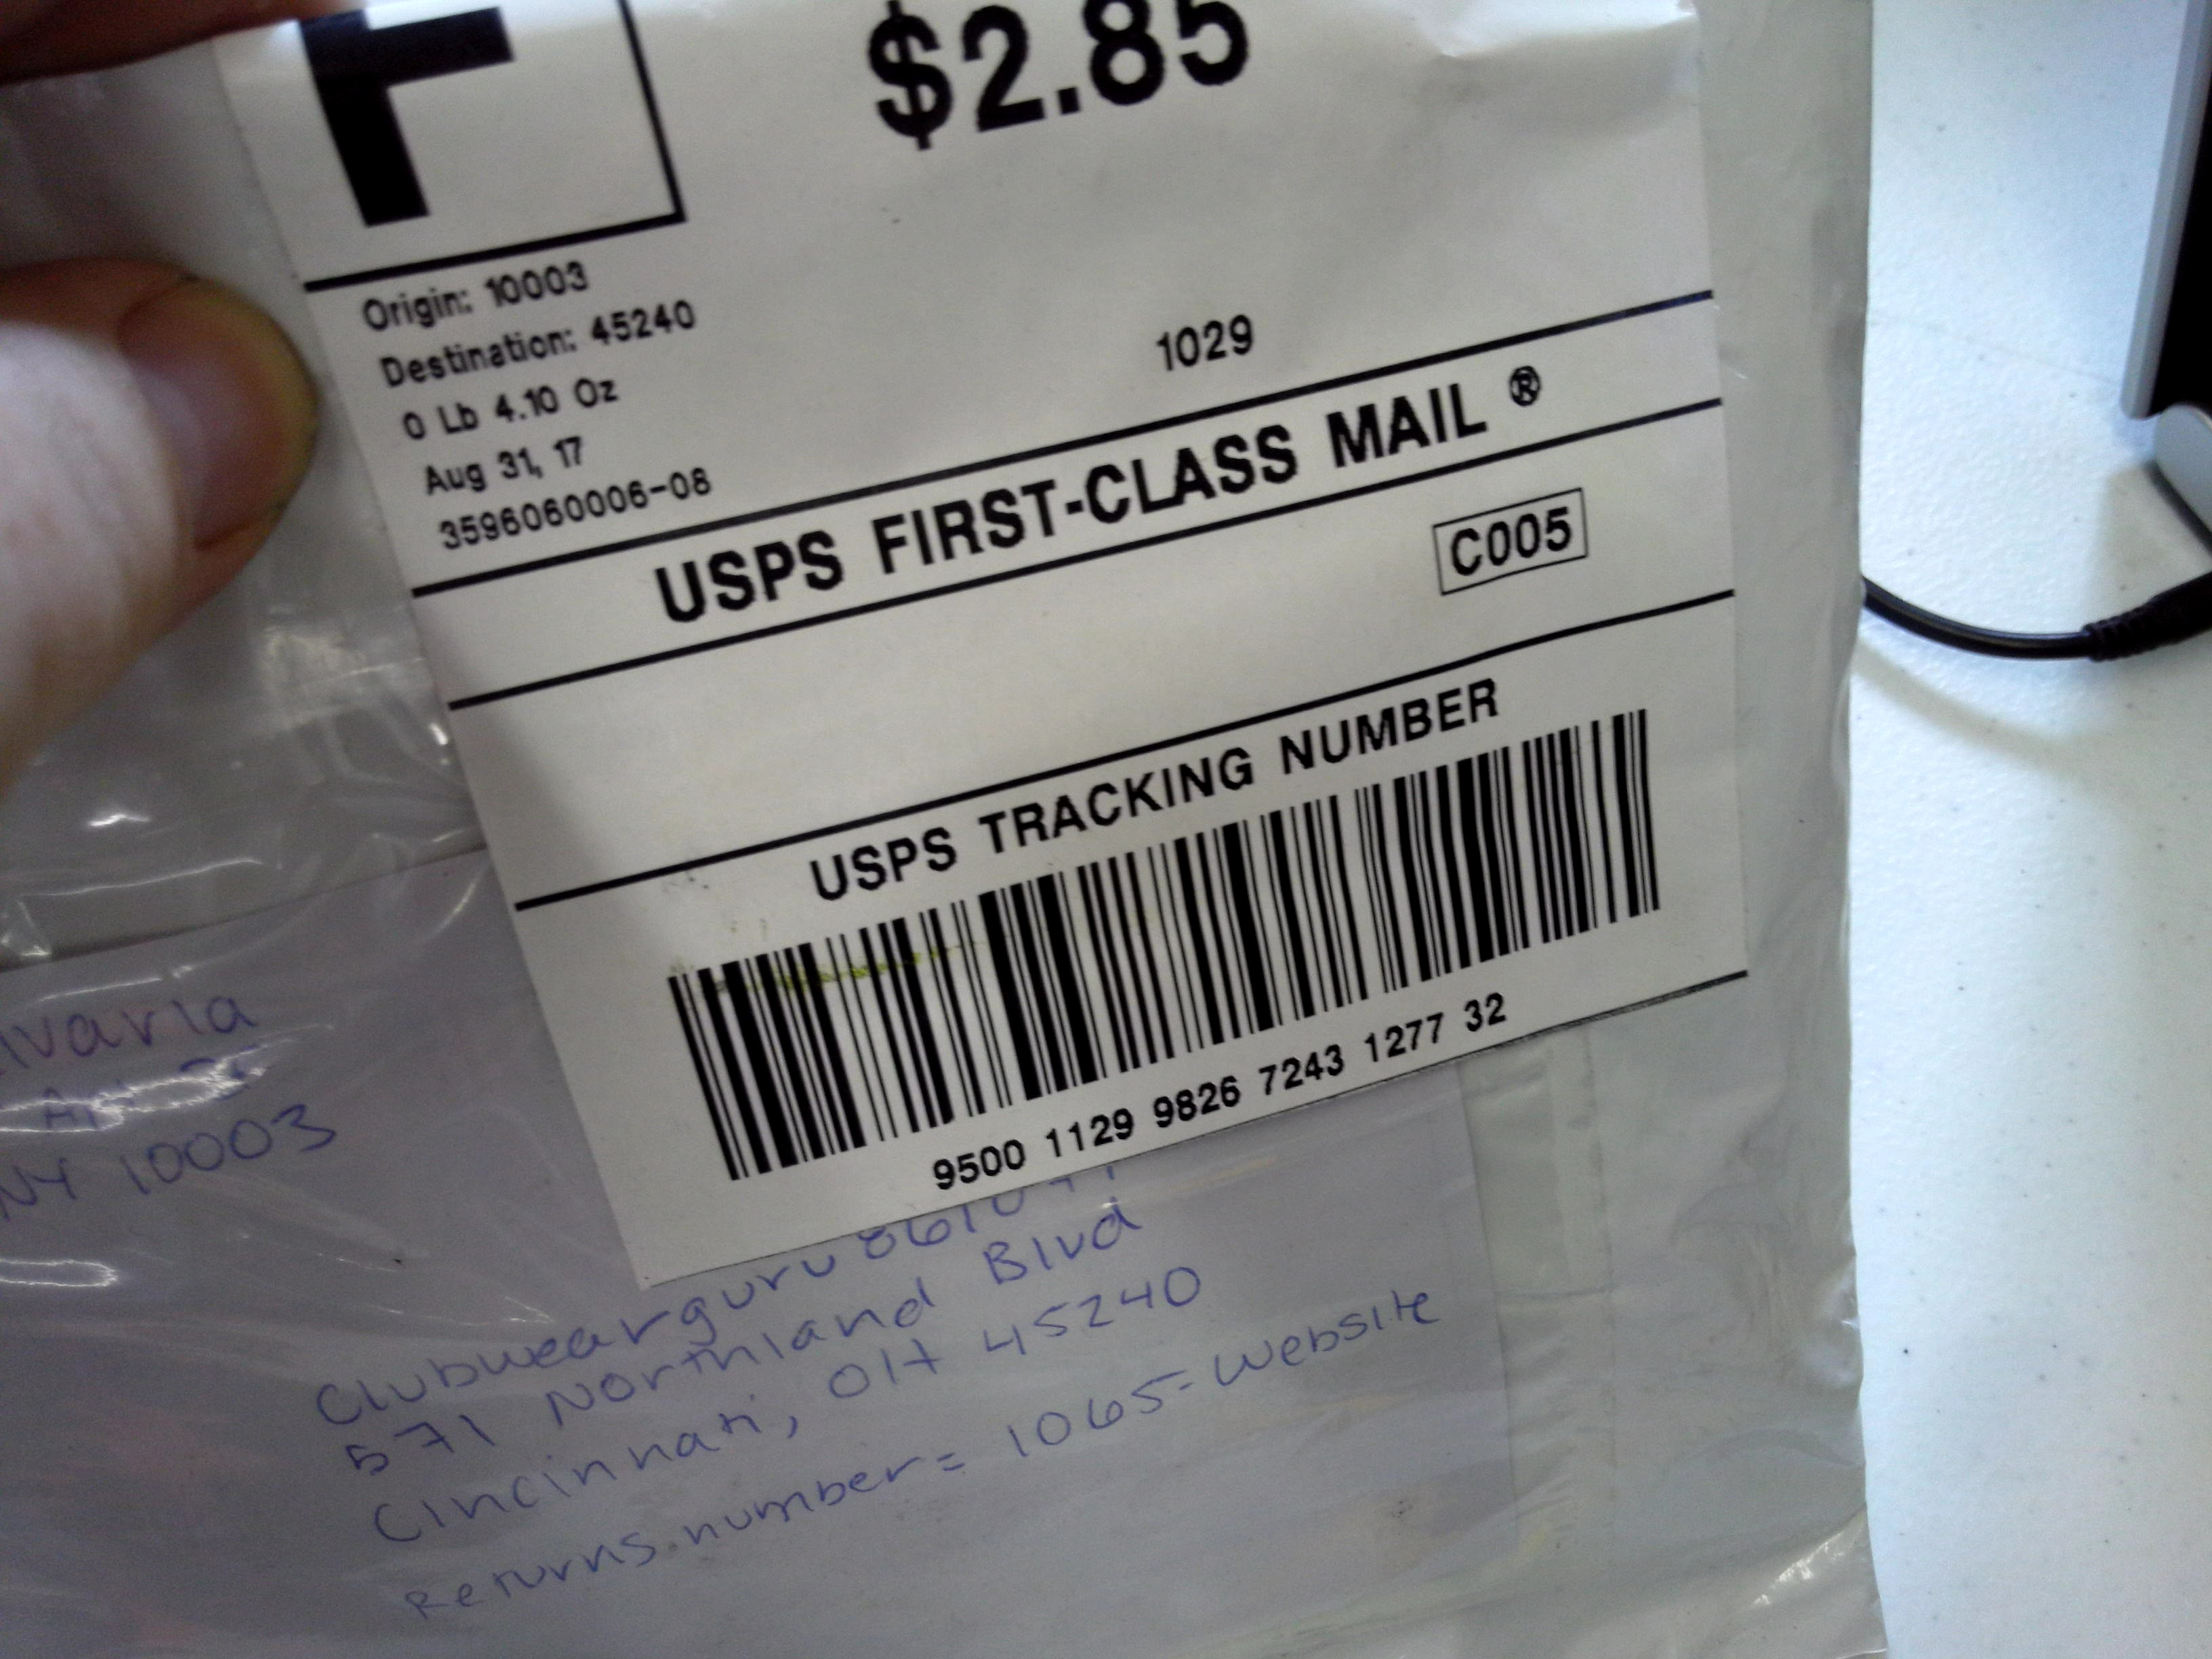 F
$2.85
Origin: 10003
Destination: 45240
0 Lb 4.10 Oz
Aug 31, 17
3596060006-08
1029
USPS FIRST-CLASS MAIL ®
C005
USPS TRACKING NUMBER
9500 1129 9826 7243 1277 32
NY 10003
Clubwearguru
571 Northland Blvd
Cincinnati, OH 45240
Returns number = 1065-Website